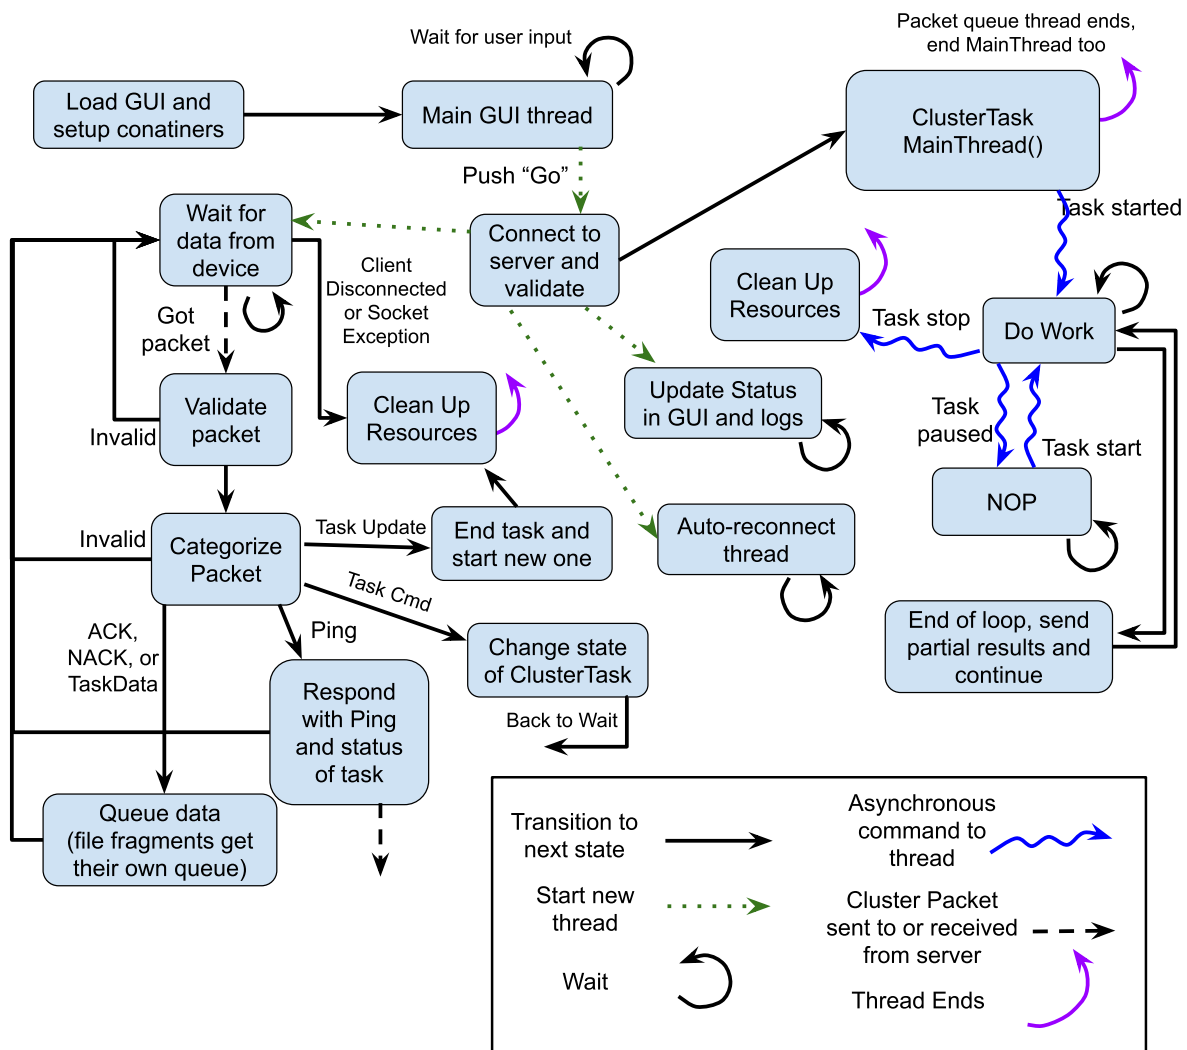 Packet queue thread ends,
end MainThread too
Wait for user input
Load GUI and
setup conatiners
Main GUI thread
ClusterTask
MainThread()
Push “Go”
Task started
Wait for
data from
device
Connect to
server and
validate
Client
Disconnected
or Socket
Exception
Clean Up
Resources
Task stop
Do Work
Got
packet
Validate
packet
Invalid
Clean Up
Resources
Update Status
in GUI and logs
Task
paused
Task start
NOP
Invalid
Categorize
Packet
Task Update
End task and
start new one
Auto-reconnect
thread
Task Cmd
Ping
ACK,
NACK, or
TaskData
Change state
of ClusterTask
End of loop, send
partial results and
continue
Respond
with Ping
and status
of task
Back to Wait
Queue data
(file fragments get
their own queue)
Transition to
next state
Asynchronous
command to
thread
Start new
thread
Cluster Packet
sent to or received
from server
Wait
Thread Ends